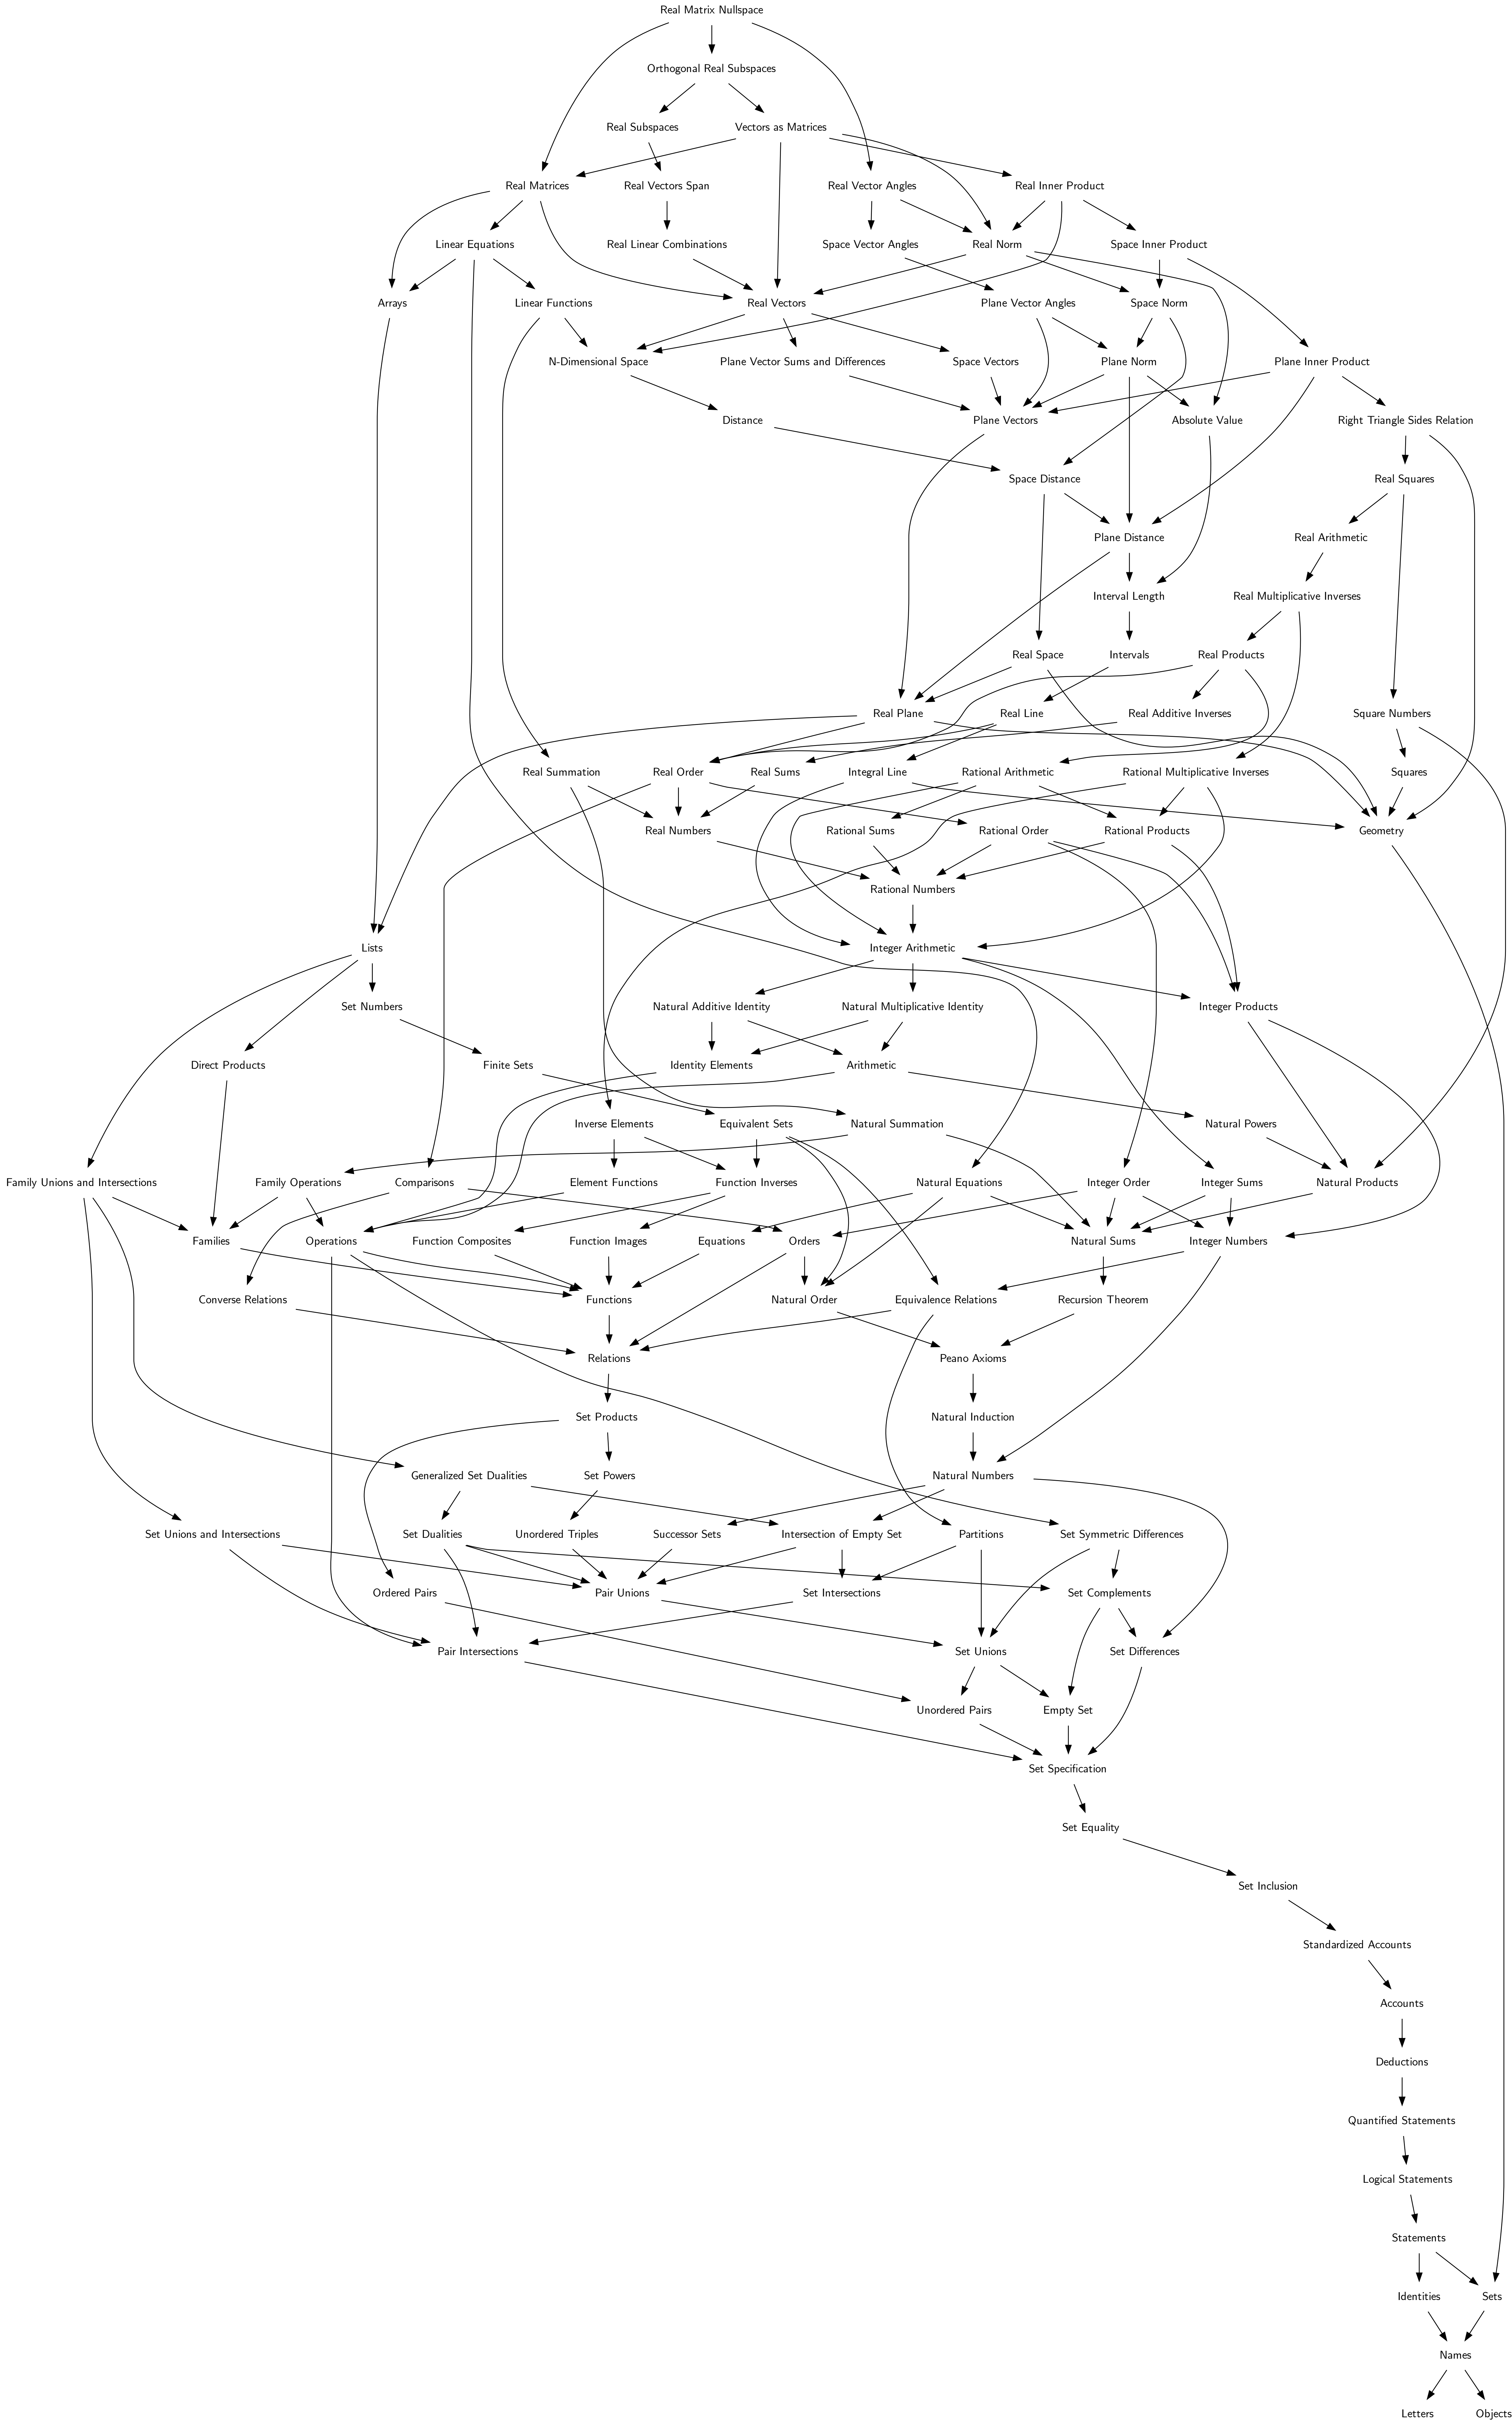 Real Matrix Nullspace
Orthogonal Real Subspaces
Real Subspaces
Vectors as Matrices
Real Matrices
Real Vectors Span
Real Vector Angles
Real Inner Product
Linear Equations
Real Linear Combinations
Space Vector Angles
Real Norm
Space Inner Product
Arrays
Linear Functions
Real Vectors
Plane Vector Angles
Space Norm
N-Dimensional Space
Plane Vector Sums and Differences
Space Vectors
Plane Norm
Plane Inner Product
Distance
Plane Vectors
Absolute Value
Right Triangle Sides Relation
Space Distance
Real Squares
Plane Distance
Real Arithmetic
Interval Length
Real Multiplicative Inverses
Real Space
Intervals
Real Products
Real Plane
Real Line
Real Additive Inverses
Square Numbers
Real Summation
Real Order
Real Sums
Integral Line
Rational Arithmetic
Rational Multiplicative Inverses
Squares
Real Numbers
Rational Sums
Rational Order
Rational Products
Geometry
Rational Numbers
Lists
Integer Arithmetic
Set Numbers
Natural Additive Identity
Natural Multiplicative Identity
Integer Products
Direct Products
Finite Sets
Identity Elements
Arithmetic
Inverse Elements
Equivalent Sets
Natural Summation
Natural Powers
Family Unions and Intersections
Family Operations
Comparisons
Element Functions
Function Inverses
Natural Equations
Integer Order
Integer Sums
Natural Products
Families
Operations
Function Composites
Function Images
Equations
Orders
Natural Sums
Integer Numbers
Converse Relations
Functions
Natural Order
Equivalence Relations
Recursion Theorem
Relations
Peano Axioms
Set Products
Natural Induction
Generalized Set Dualities
Set Powers
Natural Numbers
Set Unions and Intersections
Set Dualities
Unordered Triples
Successor Sets
Intersection of Empty Set
Partitions
Set Symmetric Differences
Ordered Pairs
Pair Unions
Set Intersections
Set Complements
Pair Intersections
Set Unions
Set Differences
Unordered Pairs
Empty Set
Set Specification
Set Equality
Set Inclusion
Standardized Accounts
Accounts
Deductions
Quantified Statements
Logical Statements
Statements
Identities
Sets
Names
Letters
Objects